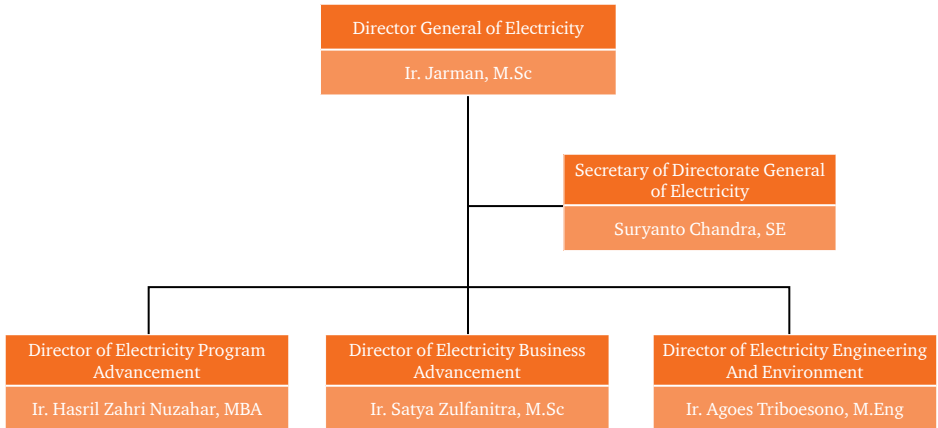 Director General of Electricity
Ir. Jarman, M.Sc
Secretary of Directorate General
of Electricity
Suryanto Chandra, SE
Director of Electricity Program
Advancement
Ir. Hasril Zahri Nuzahar, MBA
Director of Electricity Business
Advancement
Ir. Satya Zulfanitra, M.Sc
Director of Electricity Engineering
And Environment
Ir. Agoes Triboesono, M.Eng